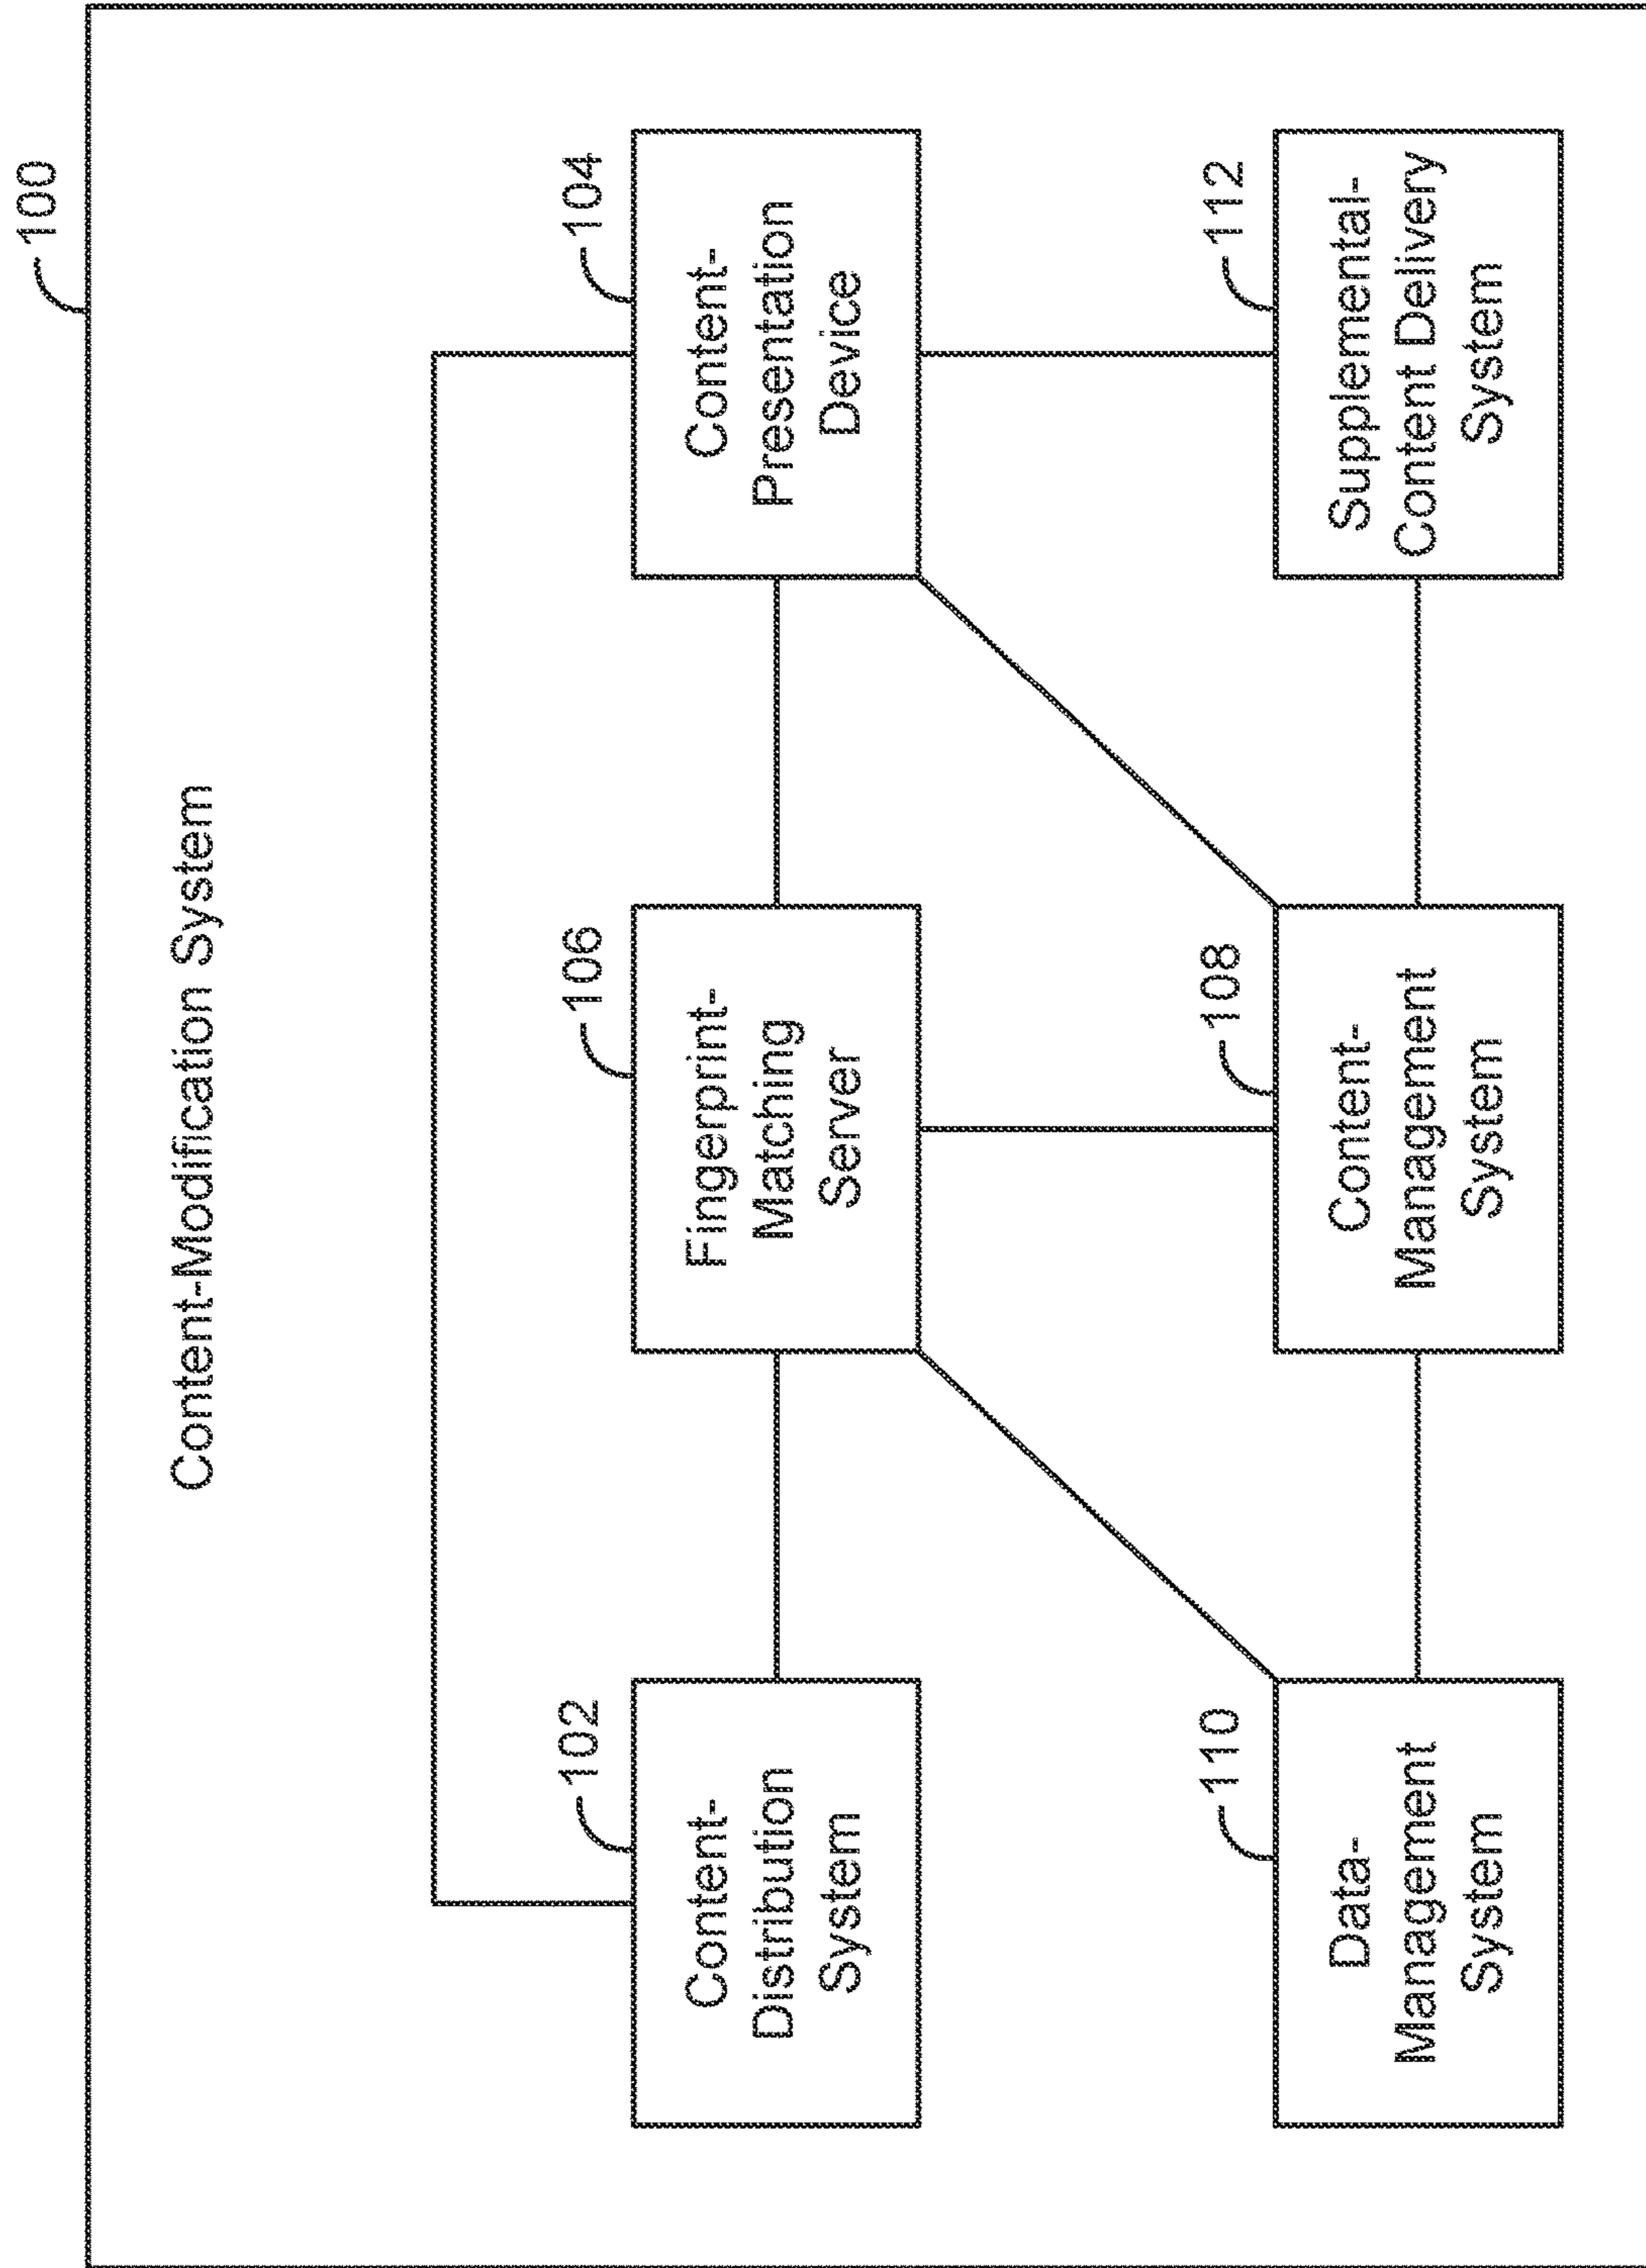 100
Content-Modification System
102
Content-
Distribution
System
106
Fingerprint-
Matching
Server
104
Content-
Presentation
Device
110
Data-
Management
System
108
Content-
Management
System
112
Supplemental-
Content Delivery
System